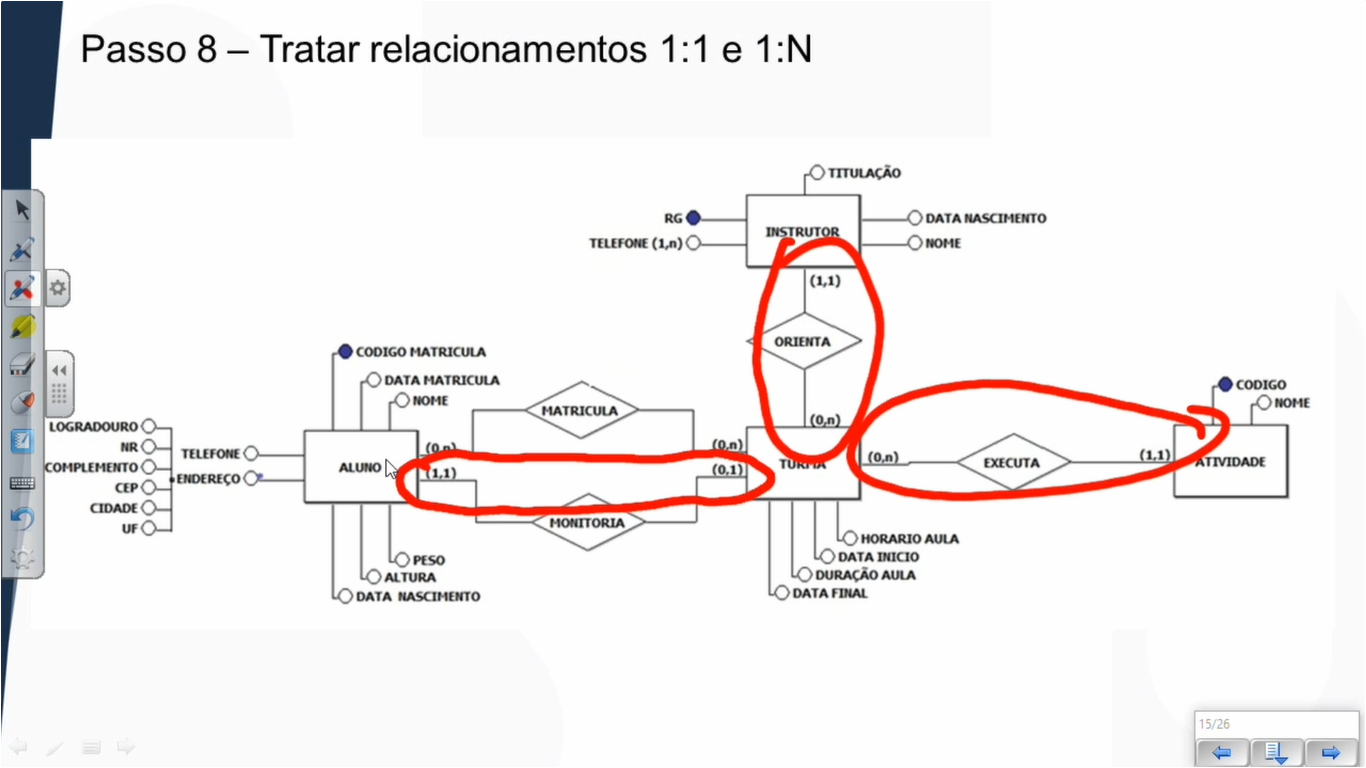 Passo 8 – Tratar relacionamentos 1:1 e 1:N
TITULAÇÃO
RG
DATA NASCIMENTO
INSTRUTOR
TELEFONE (1,n)
NOME
(1,1)
ORIENTA
CODIGO MATRICULA
DATA MATRICULA
CODIGO
NOME
NOME
MATRICULA
(0,n)
LOGRADOURO
NR
TELEFONE
(0,n)
(0,n)
(0,n)
(1,1)
COMPLEMENTO
ALUNO
(1,1)
(0,1)
TURMA
EXECUTA
ATIVIDADE
ENDEREÇO
CEP
CIDADE
UF
MONITORIA
HORARIO AULA
PESO
DATA INICIO
ALTURA
DURAÇÃO AULA
DATA NASCIMENTO
DATA FINAL
15/26